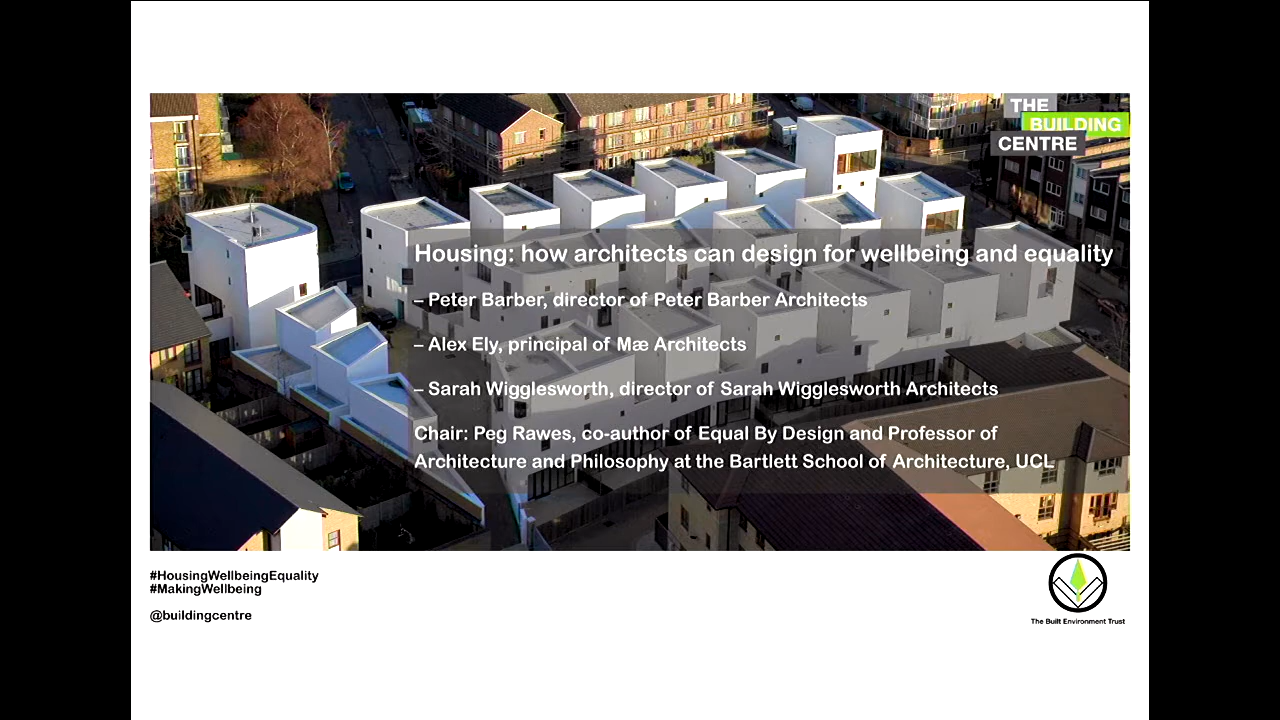 THE
BUILDING
CENTRE
Housing: how architects can design for wellbeing and equality
– Peter Barber, director of Peter Barber Architects
– Alex Ely, principal of Mæ Architects
– Sarah Wigglesworth, director of Sarah Wigglesworth Architects
Chair: Peg Rawes, co-author of Equal By Design and Professor of
Architecture and Philosophy at the Bartlett School of Architecture, UCL
#HousingWellbeingEquality
#MakingWellbeing
@buildingcentre
The Built Environment Trust